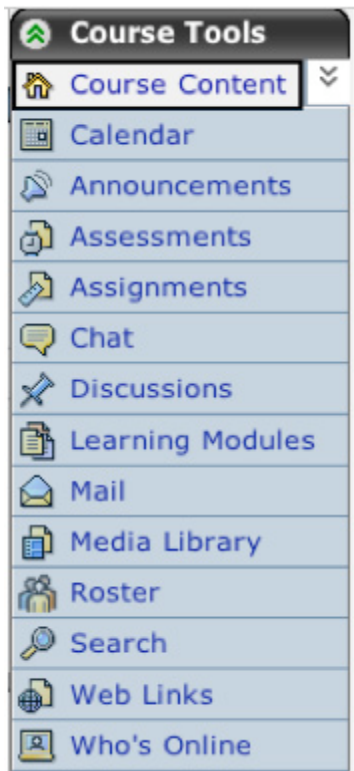 Course Tools
Course Content
Calendar
Announcements
Assessments
Assignments
Chat
Discussions
Learning Modules
Mail
Media Library
Roster
Search
Web Links
Who's Online